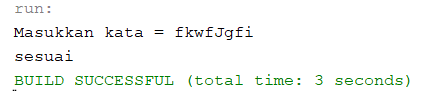 run:
Masukkan kata = fkwfJgfi
sesuai
BUILD SUCCESSFUL (total time: 3 seconds)